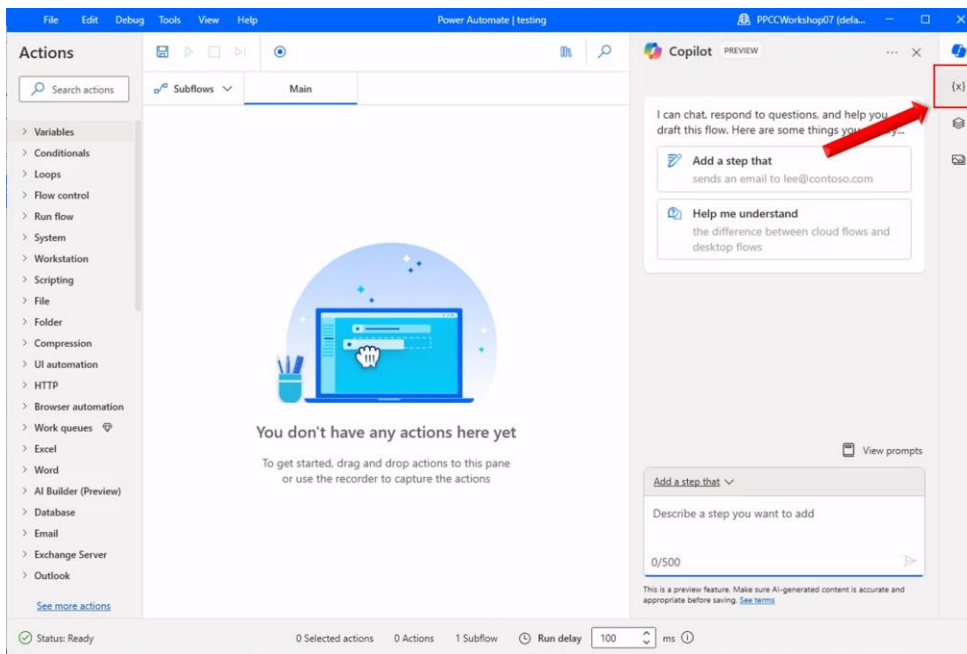 File Edit Debug Tools View Help
Power Automate | testing
PPCCWorkshop07 (defa...
Actions
Search actions
Variables
Conditionals
Loops
Flow control
Run flow
System
Workstation
Scripting
File
Folder
Compression
UI automation
HTTP
Browser automation
Work queues
Excel
Word
AI Builder (Preview)
Database
Email
Exchange Server
Outlook
See more actions
Subflows
Main
You don't have any actions here yet
To get started, drag and drop actions to this pane
or use the recorder to capture the actions
Copilot PREVIEW
I can chat, respond to questions, and help you
draft this flow. Here are some things you
Add a step that
sends an email to lee@contoso.com
Help me understand
the difference between cloud flows and
desktop flows
View prompts
Add a step that
Describe a step you want to add
0/500
This is a preview feature. Make sure AI-generated content is accurate and
appropriate before saving. See terms
{x}
Status: Ready
0 Selected actions 0 Actions 1 Subflow Run delay 100 ms